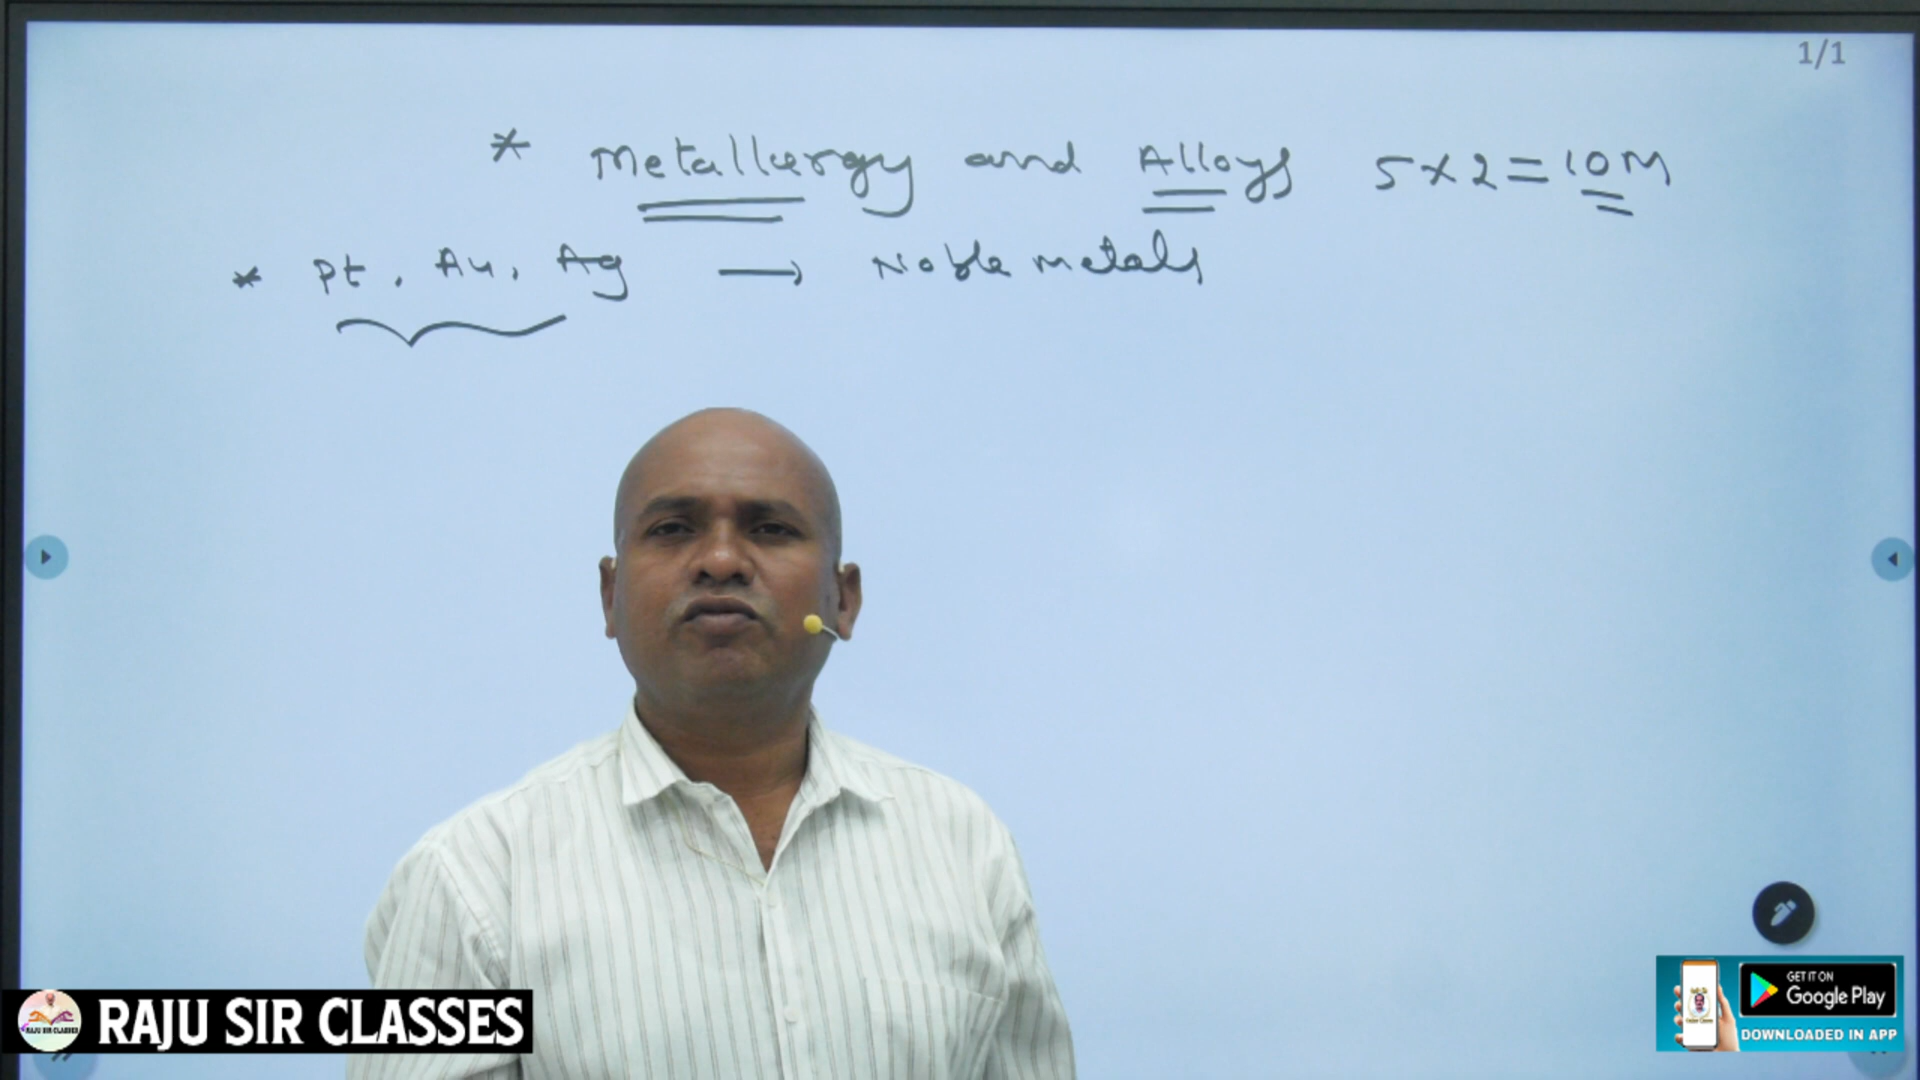 1/1
* Metallurgy and Alloys 5 x 2 = 10 M
* Pt, Au, Ag → Noble metals
RAJU SIR CLASSES
GET IT ON
Google Play
DOWNLOADED IN APP